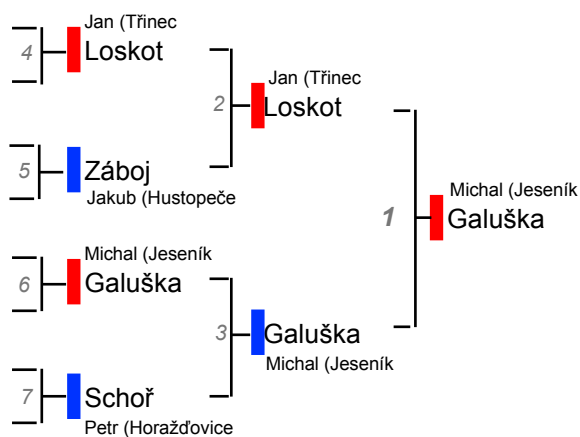 Jan (Třinec
4
Loskot
5
Záboj
Jakub (Hustopeče
Michal (Jeseník
6
Galuška
7
Schoř
Petr (Horažďovice
Jan (Třinec
2
Loskot
3
Galuška
Michal (Jeseník
1
Michal (Jeseník
Galuška